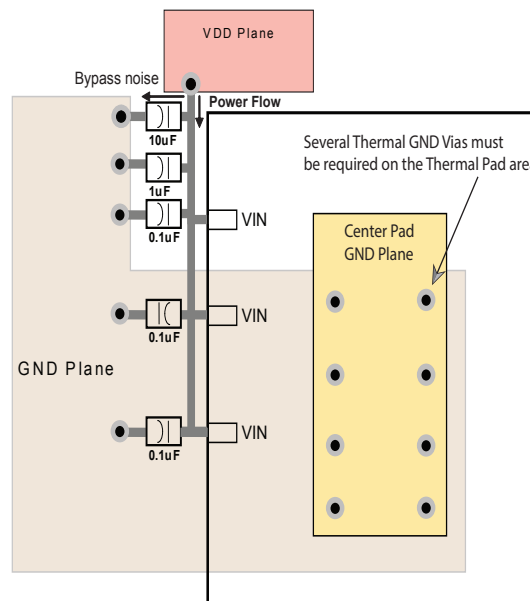 VDD Plane
Bypass noise
Power Flow
10uF
Several Thermal GND Vias must
be required on the Thermal Pad are
1uF
0.1uF
VIN
Center Pad
GND Plane
VIN
0.1uF
GND Plane
VIN
0.1uF